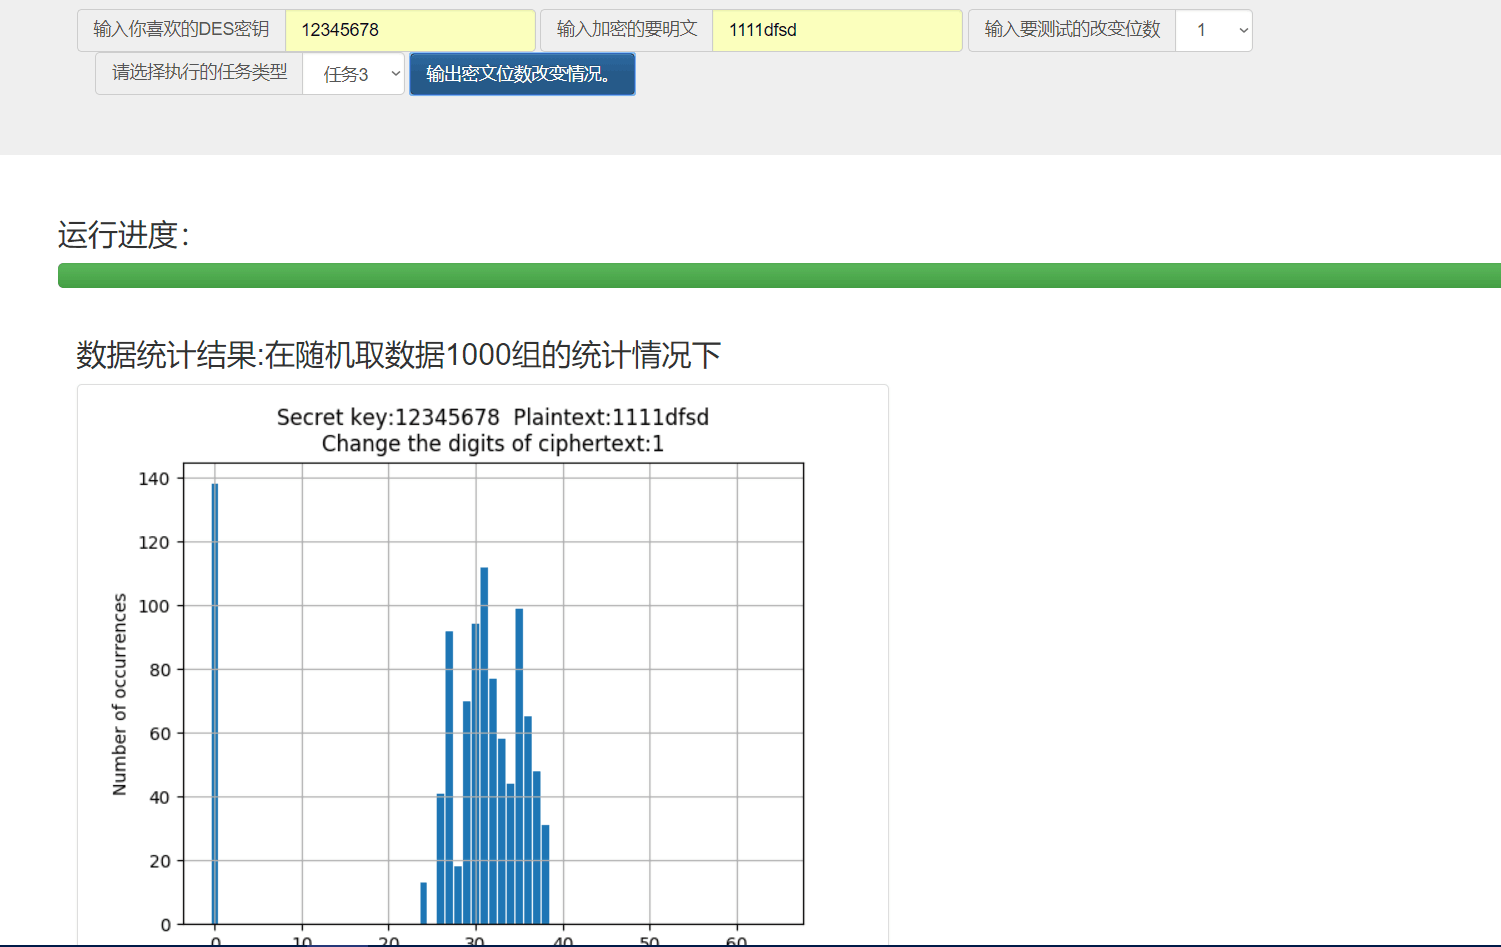 输入你喜欢的DES密钥 12345678 输入加密的要明文 1111dfsd 输入要测试的改变位数 1
请选择执行的任务类型 任务3 输出密文位数改变情况。
运行进度：
数据统计结果:在随机取数据1000组的统计情况下
Secret key:12345678 Plaintext:1111dfsd
Change the digits of ciphertext:1
Number of occurrences
140
120
100
80
60
40
20
0
0 10 20 30 40 50 60